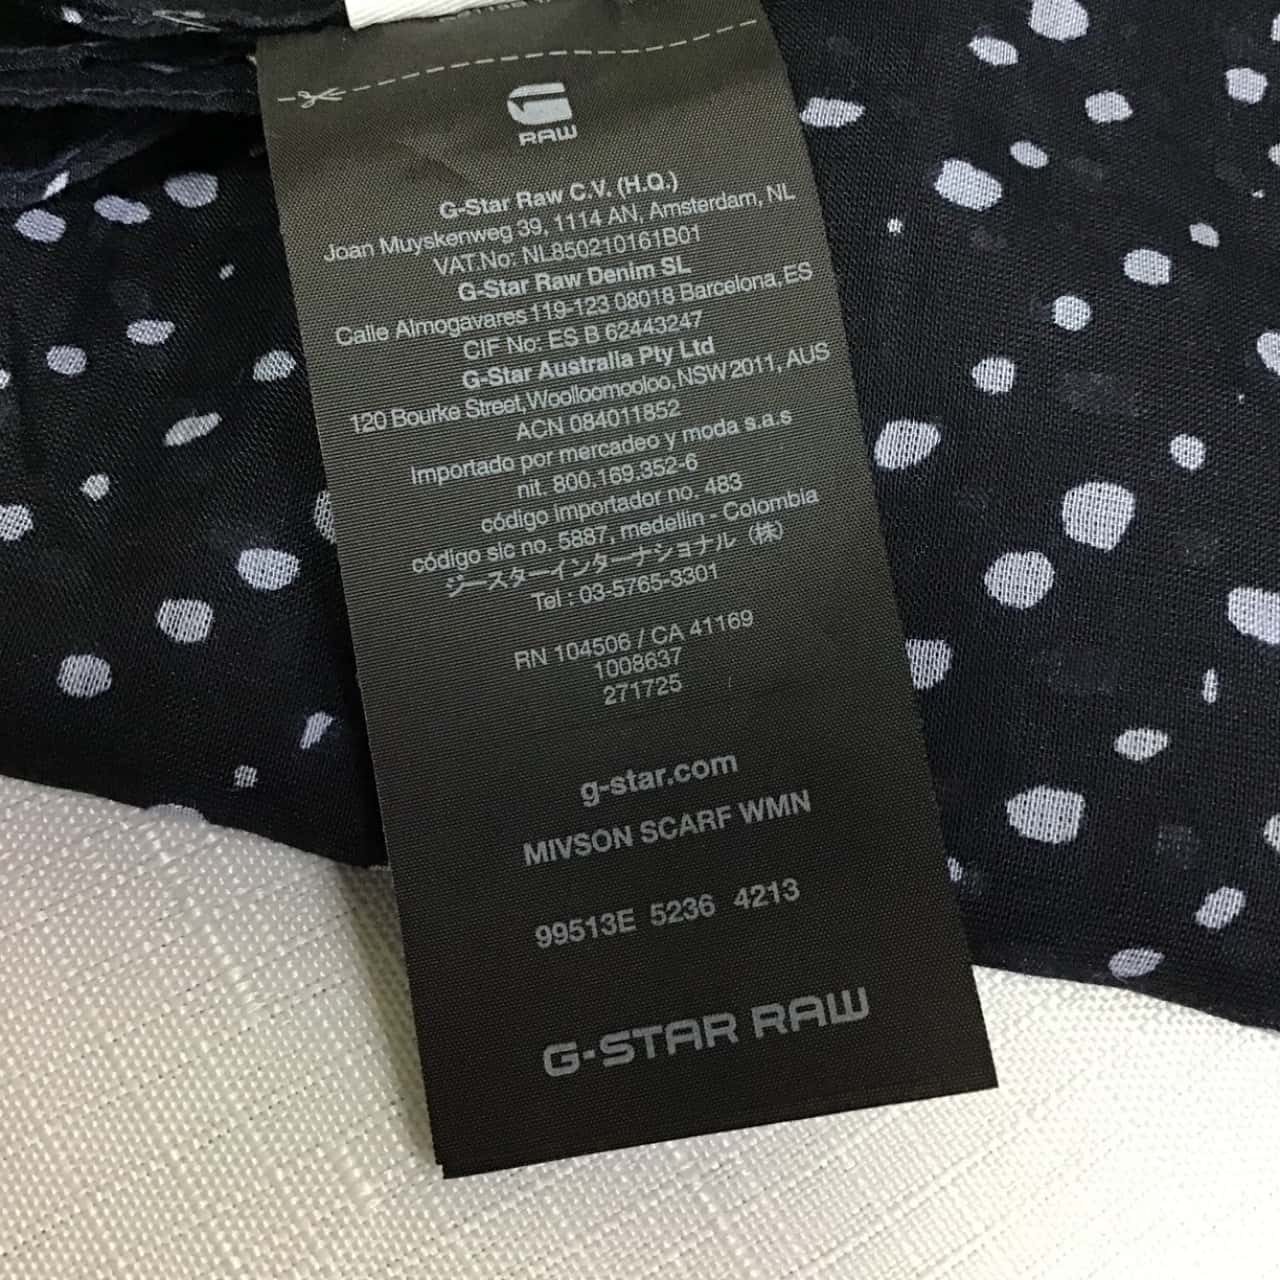 RAW
G-Star Raw C.V. (H.Q.)
Joan Muyskenweg 39, 1114 AN, Amsterdam, NL
VAT.No: NL850210161B01
G-Star Raw Denim SL
Calle Almogavares 119-123 08018 Barcelona, ES
CIF No: ES B 62443247
G-Star Australia Pty Ltd
120 Bourke Street, Woolloomooloo, NSW 2011, AUS
ACN 084011852
Importado por mercadeo y moda s.a.s
nit. 800.169.352-6
código importador no. 483
código sic no. 5887, medellin - Colombia
ジースターインターナショナル (株)
Tel : 03-5765-3301
RN 104506 / CA 41169
1008637
271725
g-star.com
MIVSON SCARF WMN
99513E 5236 4213
G-STAR RAW